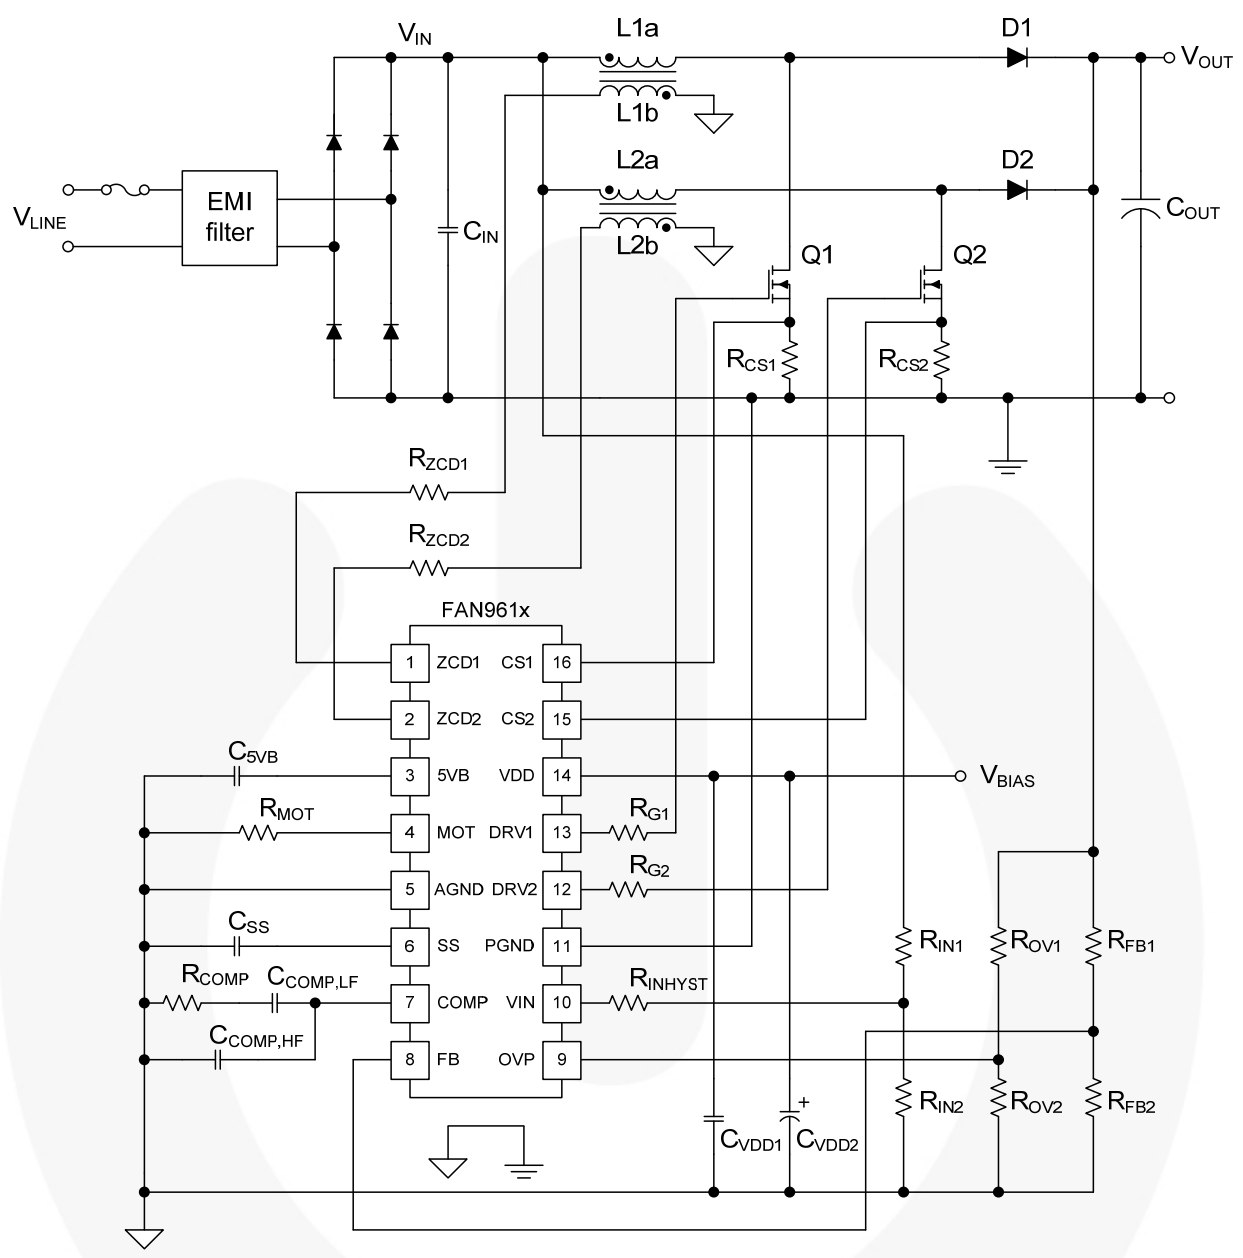 VIN
L1a
D1
VOUT
L1b
L2a
D2
EMI
filter
VLINE
CIN
COUT
L2b
Q1
Q2
RCS1
RCS2
RZCD1
RZCD2
FAN961x
1 ZCD1 CS1 16
2 ZCD2 CS2 15
C5VB
3 5VB VDD 14
VBIAS
RMOT
RG1
4 MOT DRV1 13
RG2
5 AGND DRV2 12
CSS
6 SS PGND 11
RIN1
ROV1
RFB1
RCOMP
CCOMP,LF
RINHYST
7 COMP VIN 10
CCOMP,HF
8 FB OVP 9
RIN2
ROV2
RFB2
+
CVDD1
CVDD2